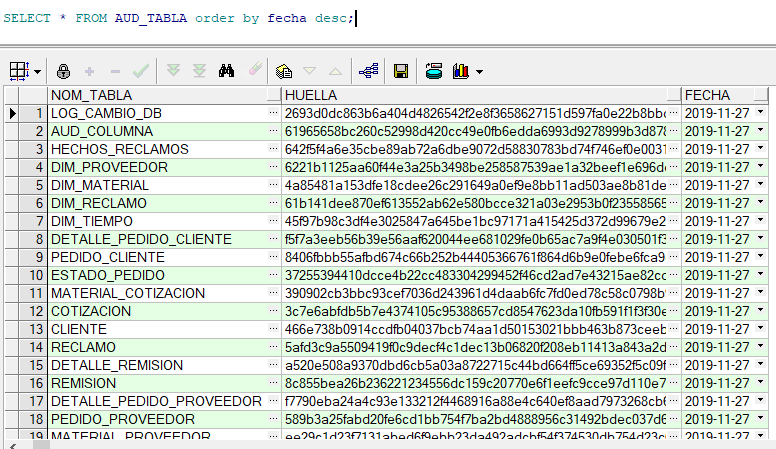 SELECT * FROM AUD_TABLA order by fecha desc;
NOM_TABLA HUELLA FECHA
1 LOG_CAMBIO_DB 2693d0dc863b6a404d4826542f2e8f3658627151d597fa0e22b8bbc 2019-11-27
2 AUD_COLUMNA 61965658bc260c52998d420cc49e0fb6edda6993d9278999b3d878 2019-11-27
3 HECHOS_RECLAMOS 642f5f4a6e35cbe89ab72a6dbe9072d58830783bd74f746ef0e0031 2019-11-27
4 DIM_PROVEEDOR 6221b1125aa60f44e3a25b3498be258587539ae1a32beef1e696d 2019-11-27
5 DIM_MATERIAL 4a85481a153dfe18cdee26c291649a0ef9e8bb11ad503ae8b81de 2019-11-27
6 DIM_RECLAMO 61b141dee870ef613552ab62e580bcce321a03e2953b0f23558565 2019-11-27
7 DIM_TIEMPO 45f97b98c3df4e3025847a645be1bc97171a415425d372d99679e2 2019-11-27
8 DETALLE_PEDIDO_CLIENTE f5f7a3eeb56b39e56aaf620044ee681029fe0b65ac7a9f4e030501f3 2019-11-27
9 PEDIDO_CLIENTE 8406fbbb55afbd674c66b252b44405366761f864d6b9e0febe6fca9 2019-11-27
10 ESTADO_PEDIDO 37255394410dcce4b22cc483304299452f46cd2ad7e43215ae82cc 2019-11-27
11 MATERIAL_COTIZACION 390902cb3bbc93cef7036d243961d4daab6fc7fd0ed78c58c0798b 2019-11-27
12 COTIZACION 3c7e6abfdb5b7e4374105c95388657cd8547623da10fb591f1f3f30e 2019-11-27
13 CLIENTE 466e738b0914ccdfb04037bcb74aa1d50153021bbb463b873ceeb 2019-11-27
14 RECLAMO 5afd3c9a5509419f0c9decf4c1dec13b06820f208eb11413a843a2d 2019-11-27
15 DETALLE_REMISION a520e508a9370dbd6cb5a03a8722715c44bd664ff5ce69352f5c09f 2019-11-27
16 REMISION 8c855bea26b236221234556dc159c20770e6f1eefc9cce97d110e7 2019-11-27
17 DETALLE_PEDIDO_PROVEEDOR f7790eba24a4c93e133212f4468916a88e4c640ef8aad7973268cb 2019-11-27
18 PEDIDO_PROVEEDOR 589b3a25fabd20fe6cd1bb754f7ba2bd4888956c31492bdec037d 2019-11-27
19 MATERIAL_PROVEEDOR ee29c1d23f7131abed6f9ebb23da492adcbf54f374530db754d23c 2019-11-27